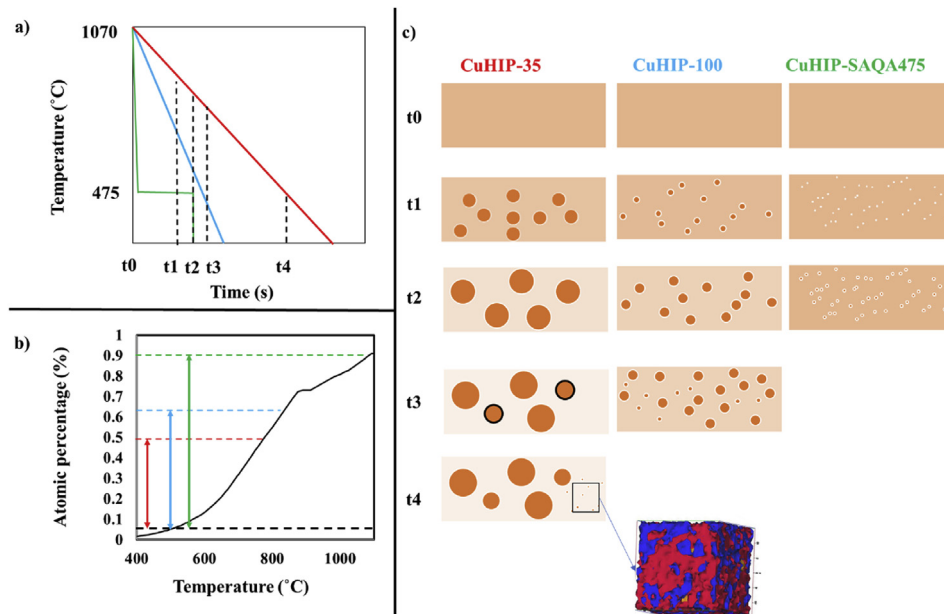 a)
1070
475
Temperature (˚C)
t0
t1
t2
t3
t4
Time (s)
b)
1
0.9
0.8
0.7
0.6
0.5
0.4
0.3
0.2
0.1
0
400
600
800
1000
Atomic percentage (%)
Temperature (˚C)
c)
CuHIP-35
CuHIP-100
CuHIP-SAQA475
t0
t1
t2
t3
t4